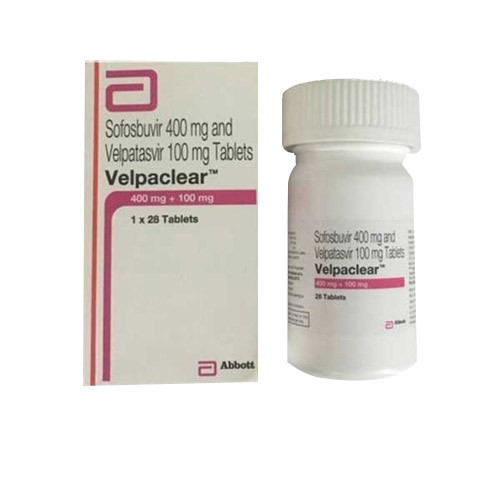 Sofosbuvir 400 mg and
Velpatasvir 100 mg Tablets
Velpaclear™
400 mg + 100 mg
1 x 28 Tablets
Abbott
Sofosbuvir 400 mg and
Velpatasvir 100 mg Tablets
Velpaclear™
400 mg + 100 mg
28 Tablets
Abbott